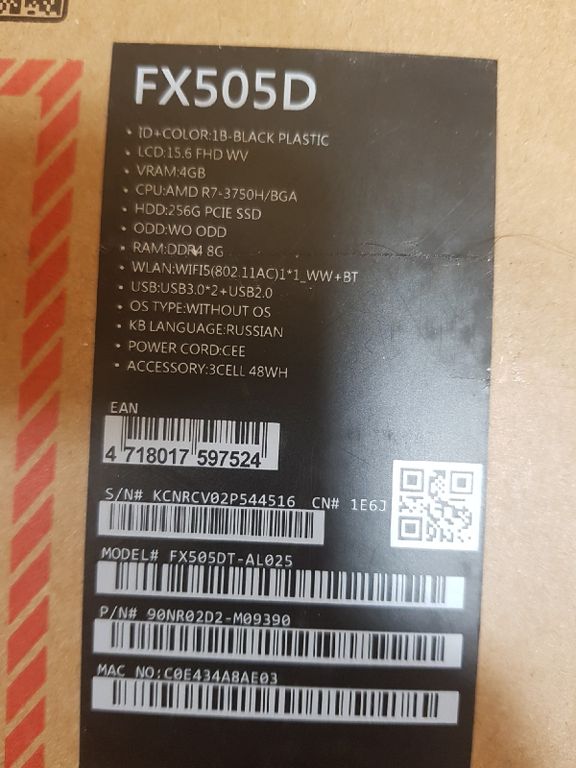 FX505D
• ID+COLOR:1B-BLACK PLASTIC
• LCD:15.6 FHD WV
• VRAM:4GB
• CPU:AMD R7-3750H/BGA
• HDD:256G PCIE SSD
• ODD:WO ODD
• RAM:DDR4 8G
• WLAN:WIFI5(802.11AC)1*1_WW+BT
• USB:USB3.0*2+USB2.0
• OS TYPE:WITHOUT OS
• KB LANGUAGE:RUSSIAN
• POWER CORD:CEE
• ACCESSORY:3CELL 48WH
EAN
4 718017 597524
S/N# KCNRCV02P544516 CN# 1E6J
MODEL# FX505DT-AL025
P/N# 90NR02D2-M09390
MAC NO:C0E434A8AE03